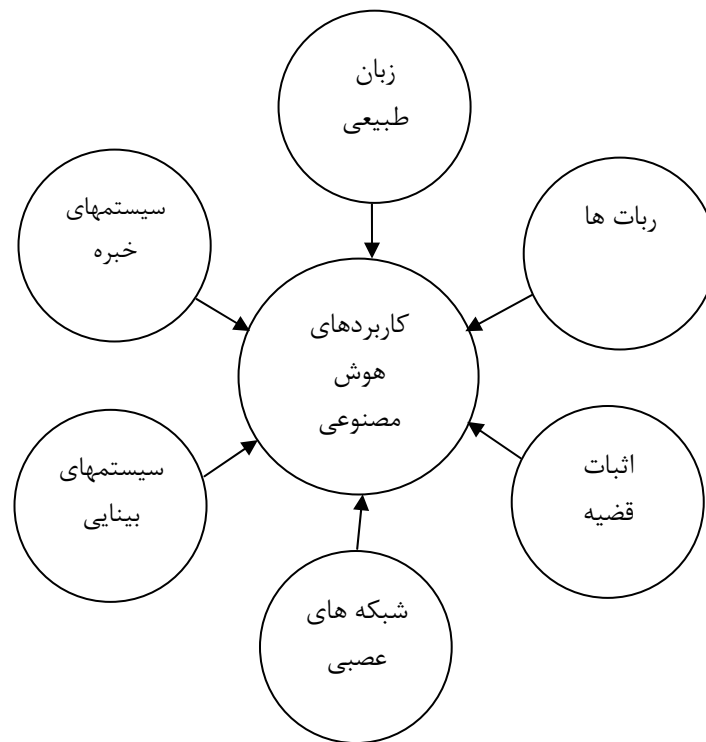 زبان
طبیعی
ربات ها
سیستمهای
خبره
کاربردهای
هوش
مصنوعی
اثبات
قضیه
سیستمهای
بینایی
شبکه های
عصبی